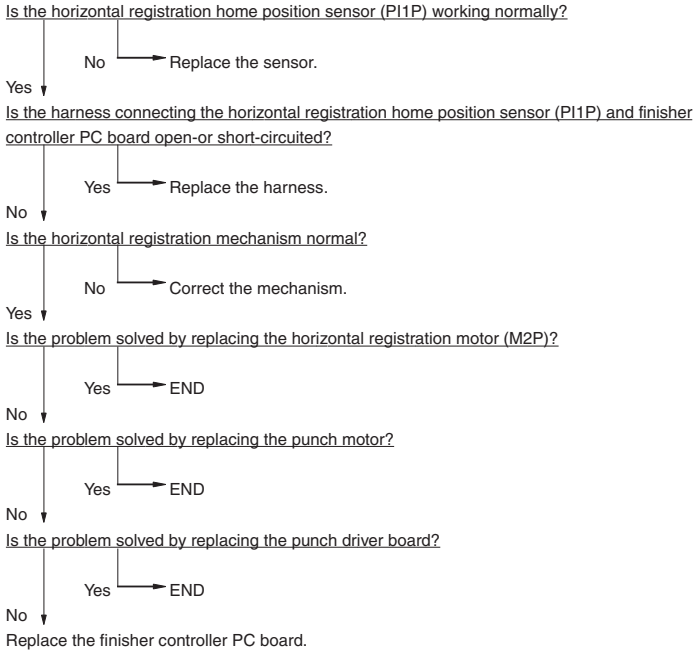 Is the horizontal registration home position sensor (PI1P) working normally?
No Replace the sensor.
Yes
Is the harness connecting the horizontal registration home position sensor (PI1P) and finisher
controller PC board open-or short-circuited?
Yes Replace the harness.
No
Is the horizontal registration mechanism normal?
No Correct the mechanism.
Yes
Is the problem solved by replacing the horizontal registration motor (M2P)?
Yes END
No
Is the problem solved by replacing the punch motor?
Yes END
No
Is the problem solved by replacing the punch driver board?
Yes END
No
Replace the finisher controller PC board.